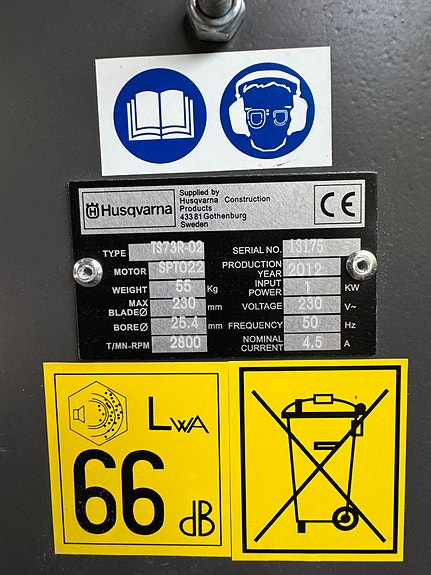 Husqvarna
Supplied by
Husqvarna Construction
Products
433 81 Gothenburg
Sweden
CE
TYPE TS73R-02 SERIAL NO. 13175
MOTOR SPT022 PRODUCTION YEAR 2012
WEIGHT 55 Kg INPUT POWER 1 KW
MAX BLADEØ 230 mm VOLTAGE 230 V~
BOREØ 25.4 mm FREQUENCY 50 Hz
T/MN-RPM 2800 NOMINAL CURRENT 4.5 A
LWA
66 dB